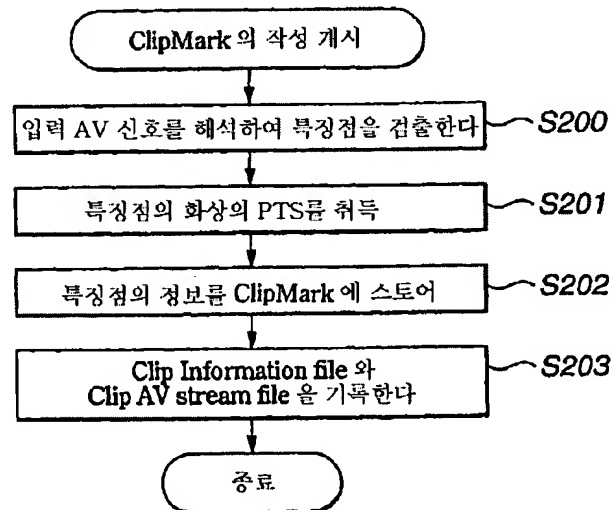 ClipMark 의 작성 개시
입력 AV 신호를 해석하여 특징점을 검출한다
S200
특징점의 화상의 PTS를 취득
S201
특징점의 정보를 ClipMark 에 스토어
S202
Clip Information file 와
Clip AV stream file 을 기록한다
S203
종료